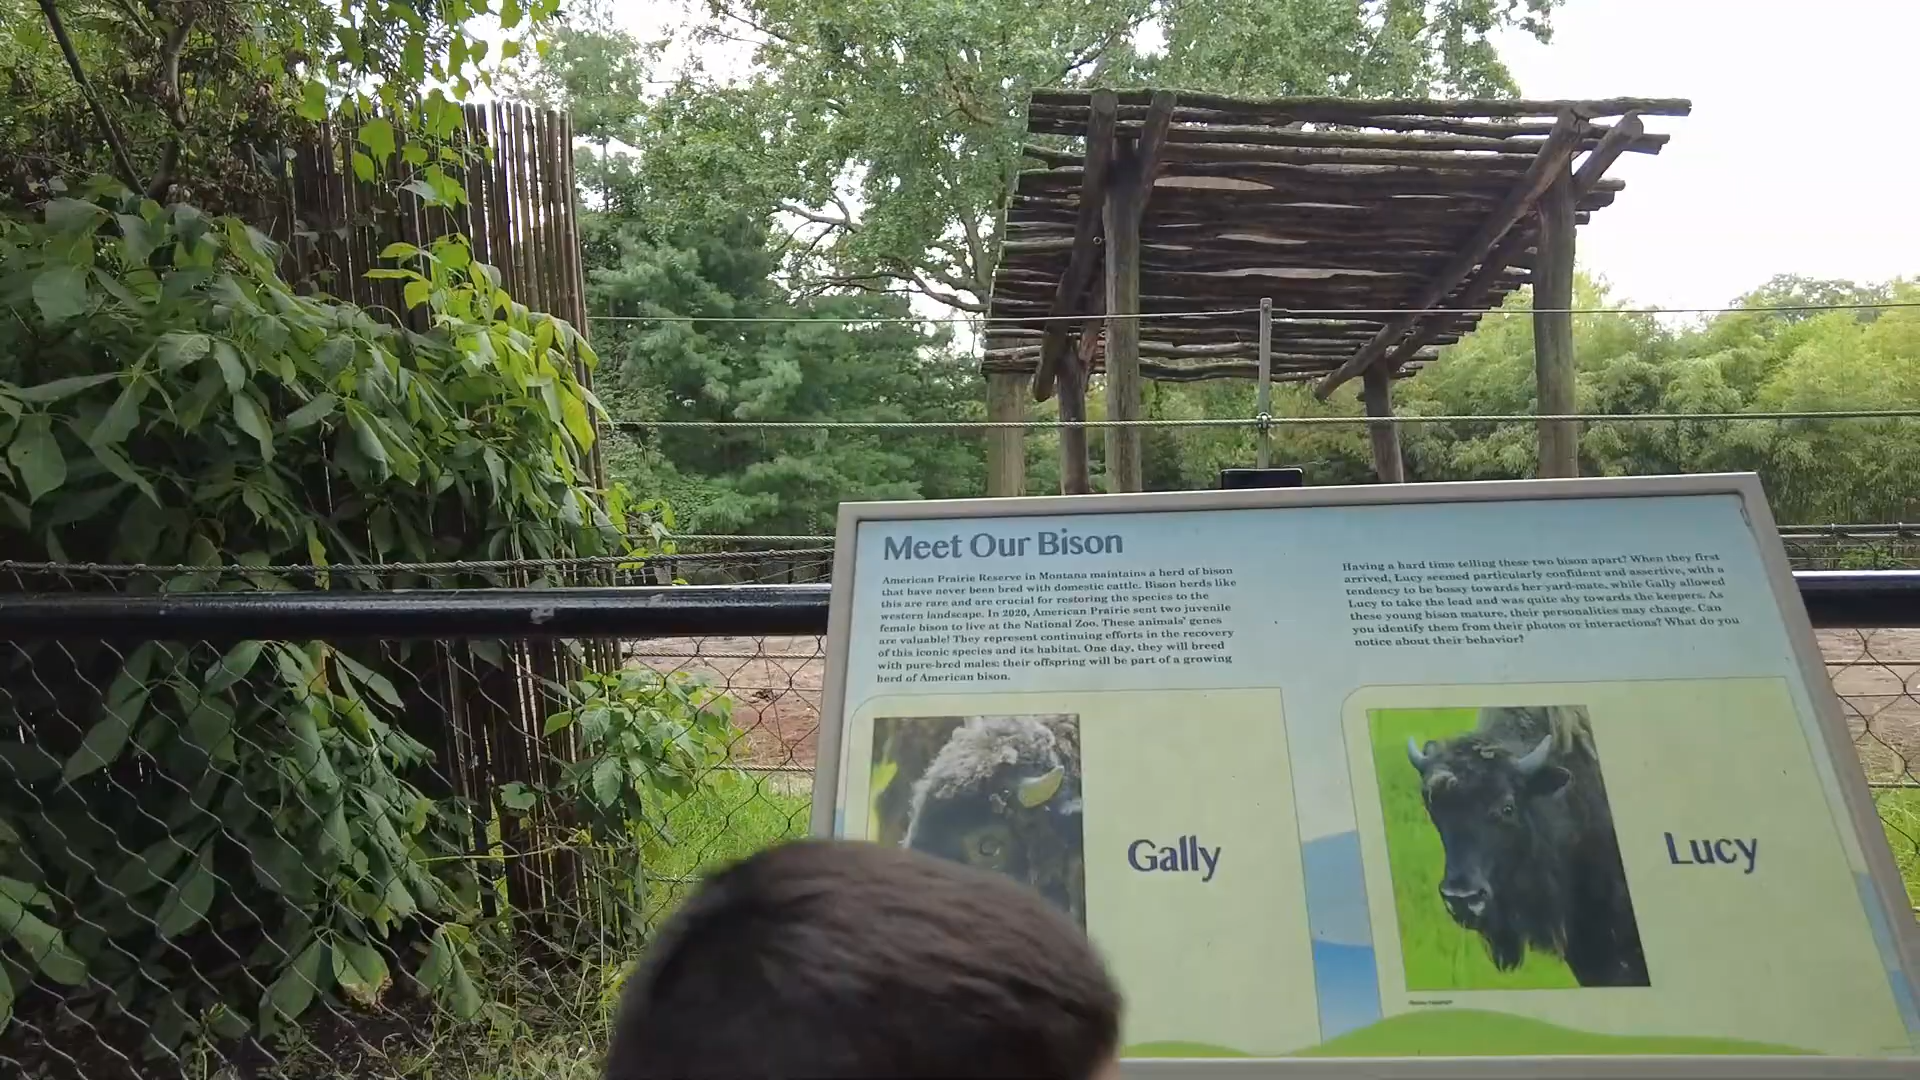 Meet Our Bison
American Prairie Reserve in Montana maintains a herd of bison
that have never been bred with domestic cattle. Bison herds like
this are rare and are crucial for restoring the species to the
western landscape. In 2020, American Prairie sent two juvenile
female bison to live at the National Zoo. These animals' genes
are valuable! They represent continuing efforts in the recovery
of this iconic species and its habitat. One day, they will breed
with pure-bred males; their offspring will be part of a growing
herd of American bison.
Having a hard time telling these two bison apart? When they first
arrived, Lucy seemed particularly confident and assertive, with a
tendency to be bossy towards her yard-mate, while Gally allowed
Lucy to take the lead and was quite shy towards the keepers. As
these young bison mature, their personalities may change. Can
you identify them from their photos or interactions? What do you
notice about their behavior?
Gally
Lucy